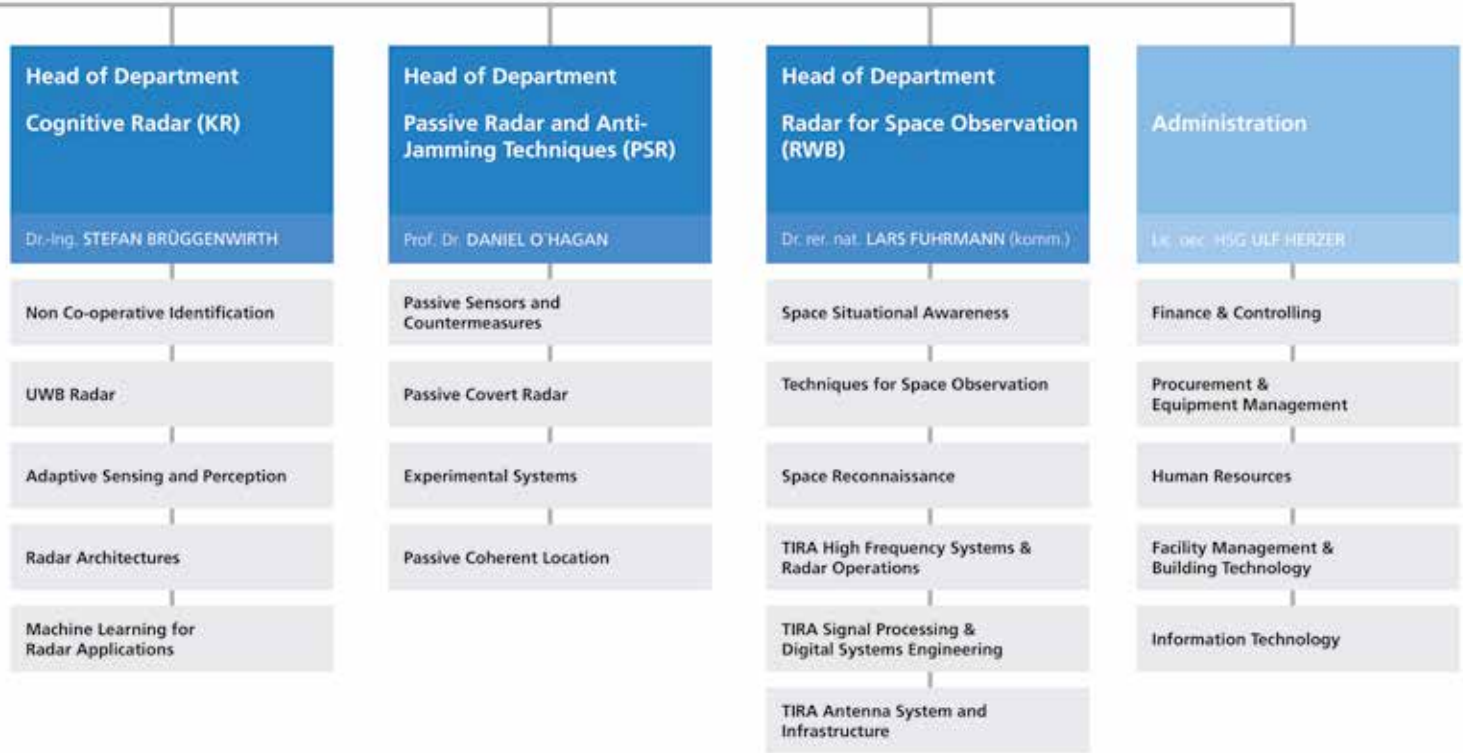 Head of Department
Cognitive Radar (KR)
Dr.-Ing. STEFAN BRÜGGENWIRTH
Non Co-operative Identification
UWB Radar
Adaptive Sensing and Perception
Radar Architectures
Machine Learning for
Radar Applications
Head of Department
Passive Radar and Anti-
Jamming Techniques (PSR)
Prof. Dr. DANIEL O´HAGAN
Passive Sensors and
Countermeasures
Passive Covert Radar
Experimental Systems
Passive Coherent Location
Head of Department
Radar for Space Observation
(RWB)
Dr. rer. nat. LARS FUHRMANN (komm.)
Space Situational Awareness
Techniques for Space Observation
Space Reconnaissance
TIRA High Frequency Systems &
Radar Operations
TIRA Signal Processing &
Digital Systems Engineering
TIRA Antenna System and
Infrastructure
Administration
Lic. oec. HSG ULF HERZER
Finance & Controlling
Procurement &
Equipment Management
Human Resources
Facility Management &
Building Technology
Information Technology